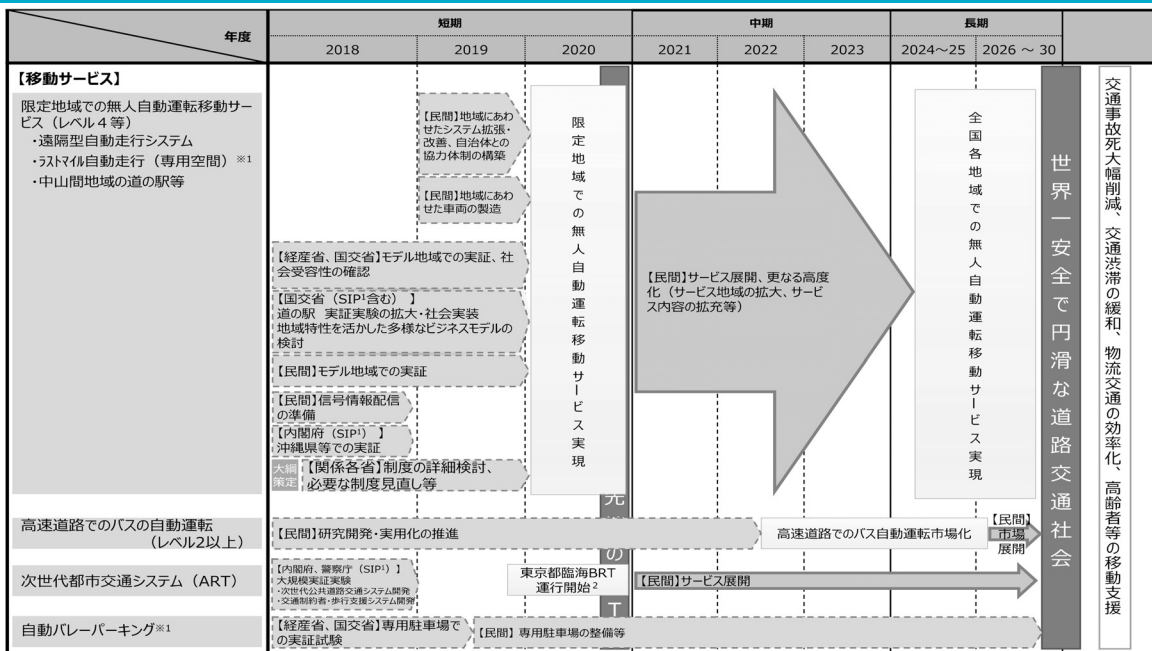 年度
短期
中期
長期
2018
2019
2020
2021
2022
2023
2024～25
2026 ～ 30
【移動サービス】
限定地域での無人自動運転移動サー
ビス（レベル４等）
・遠隔型自動走行システム
・ﾗｽﾄﾏｲﾙ自動走行（専用空間）※1
・中山間地域の道の駅等
【民間】地域にあわ
せたシステム拡張・
改善、自治体との
協力体制の構築
【民間】地域にあわ
せた車両の製造
【経産省、国交省】モデル地域での実証、社
会受容性の確認
【国交省（SIP¹含む） 】
道の駅 実証実験の拡大・社会実装
地域特性を活かした多様なビジネスモデルの
検討
【民間】モデル地域での実証
【民間】信号情報配信
の準備
【内閣府（SIP¹） 】
沖縄県等での実証
大綱
策定
【関係各省】制度の詳細検討、
必要な制度見直し等
限定地域での無人自動運転移動サービス実現
【民間】サービス展開、更なる高度
化（サービス地域の拡大、サービ
ス内容の拡充等）
全国各地域での無人自動運転移動サービス実現
高速道路でのバスの自動運転
（レベル2以上）
【民間】研究開発・実用化の推進
高速道路でのバス自動運転市場化
【民間】
市場
展開
次世代都市交通システム（ART）
【内閣府、警察庁（SIP¹）】
大規模実証実験
・次世代公共道路交通システム開発
・交通制約者・歩行支援システム開発
東京都臨海BRT
運行開始²
【民間】サービス展開
自動バレーパーキング※1
【経産省、国交省】専用駐車場で
の実証試験
【民間】 専用駐車場の整備等
の
T
世界一安全で円滑な道路交通社会
交通事故死大幅削減、交通渋滞の緩和、物流交通の効率化、高齢者等の移動支援